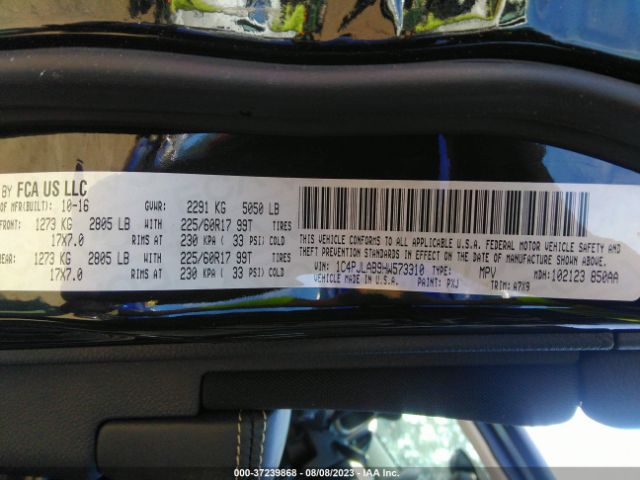 BY FCA US LLC
OF MFR(BUILT): 10-16 GVWR: 2291 KG 5050 LB
FRONT: 1273 KG 2805 LB WITH 225/60R17 99T TIRES
17X7.0 RIMS AT 230 KPA ( 33 PSI) COLD
REAR: 1273 KG 2805 LB WITH 225/60R17 99T TIRES
17X7.0 RIMS AT 230 KPA ( 33 PSI) COLD
THIS VEHICLE CONFORMS TO ALL APPLICABLE U.S.A. FEDERAL MOTOR VEHICLE SAFETY AND
THEFT PREVENTION STANDARDS IN EFFECT ON THE DATE OF MANUFACTURE SHOWN ABOVE.
VIN: 1C4PJLAB9HW573310 TYPE: MPV MDH: 102123 850AA
VEHICLE MADE IN U.S.A. PAINT: PXJ TRIM: A7X9
000-37239868 - 08/08/2023 - IAA Inc.